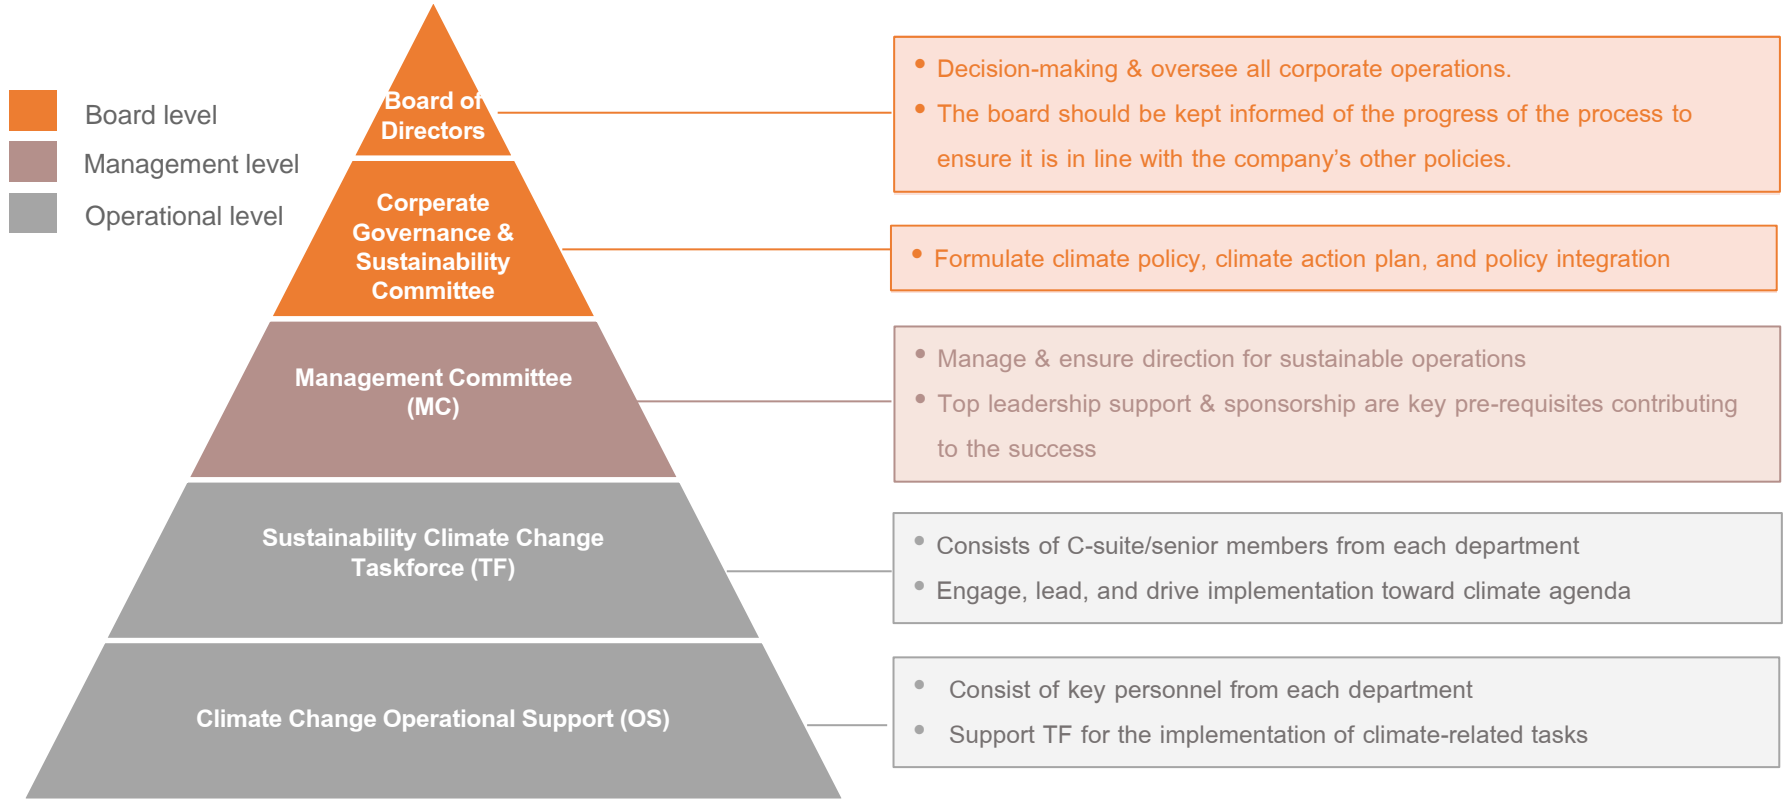 Board level
Management level
Operational level
Board of
Directors
Corperate
Governance &
Sustainability
Committee
Management Committee
(MC)
Sustainability Climate Change
Taskforce (TF)
Climate Change Operational Support (OS)
• Decision-making & oversee all corporate operations.
• The board should be kept informed of the progress of the process to
ensure it is in line with the company’s other policies.
• Formulate climate policy, climate action plan, and policy integration
• Manage & ensure direction for sustainable operations
• Top leadership support & sponsorship are key pre-requisites contributing
to the success
• Consists of C-suite/senior members from each department
• Engage, lead, and drive implementation toward climate agenda
• Consist of key personnel from each department
• Support TF for the implementation of climate-related tasks